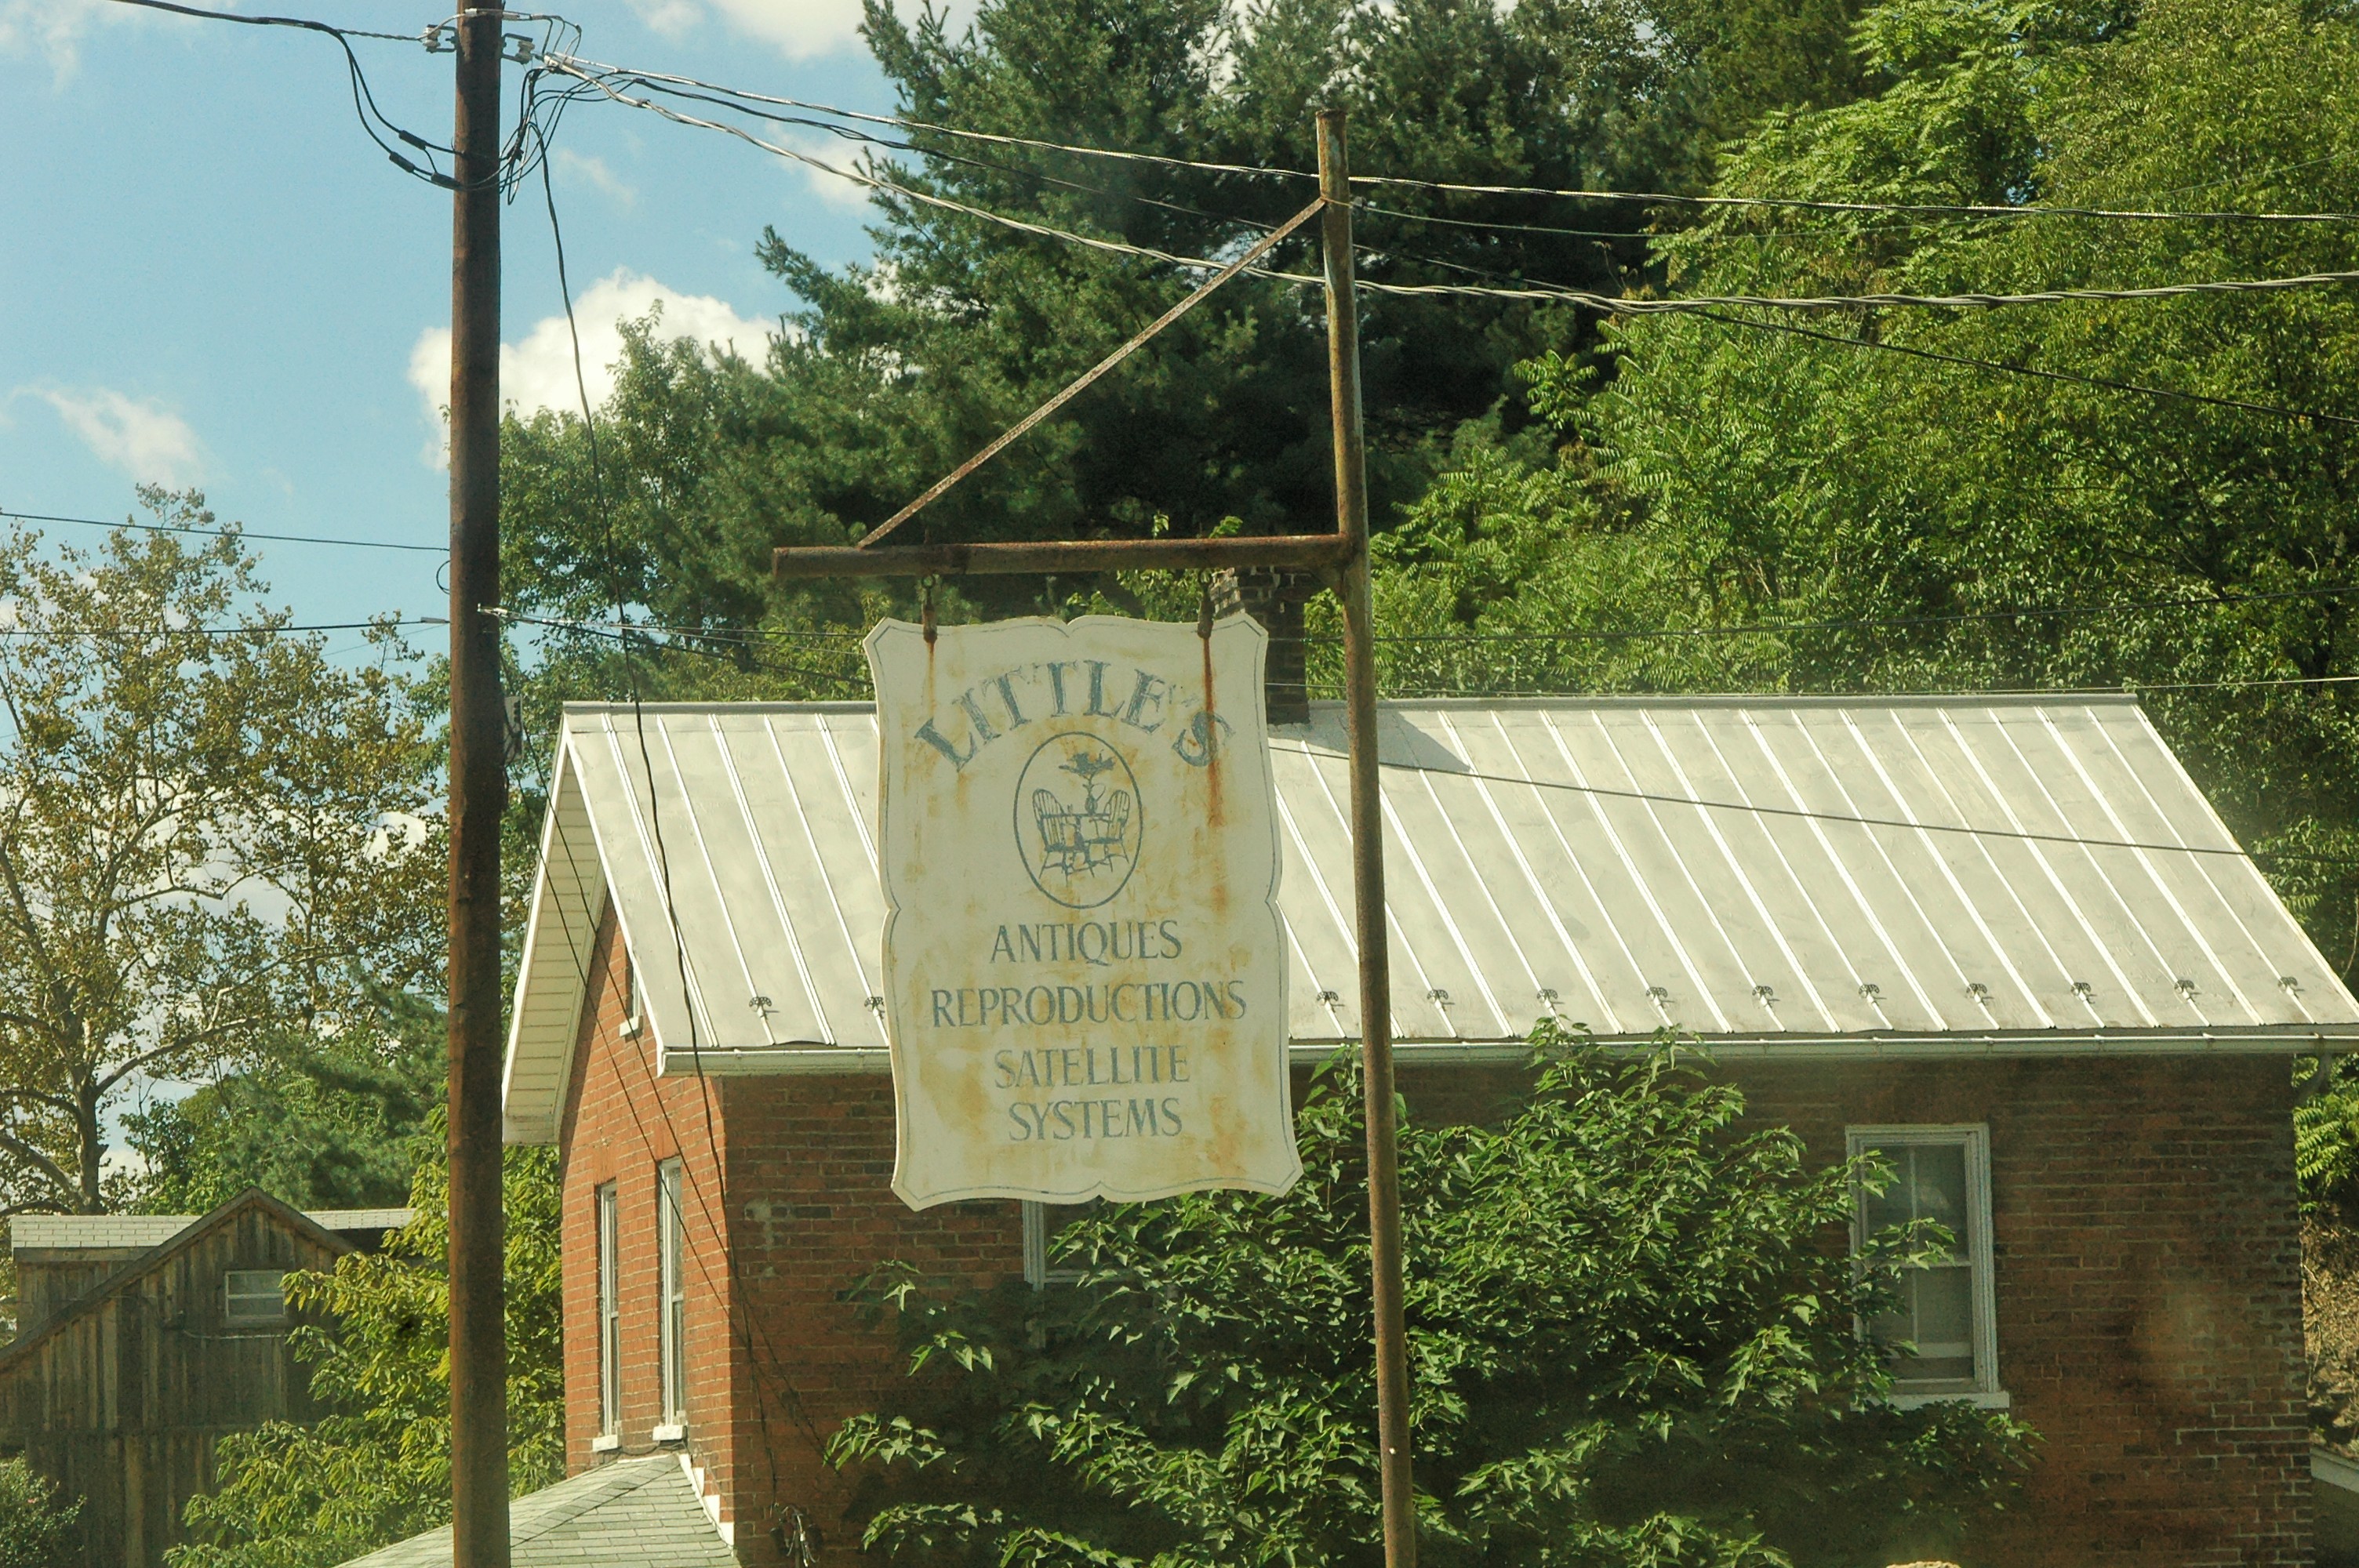 LITTLE'S
ANTIQUES
REPRODUCTIONS
SATELLITE
SYSTEMS